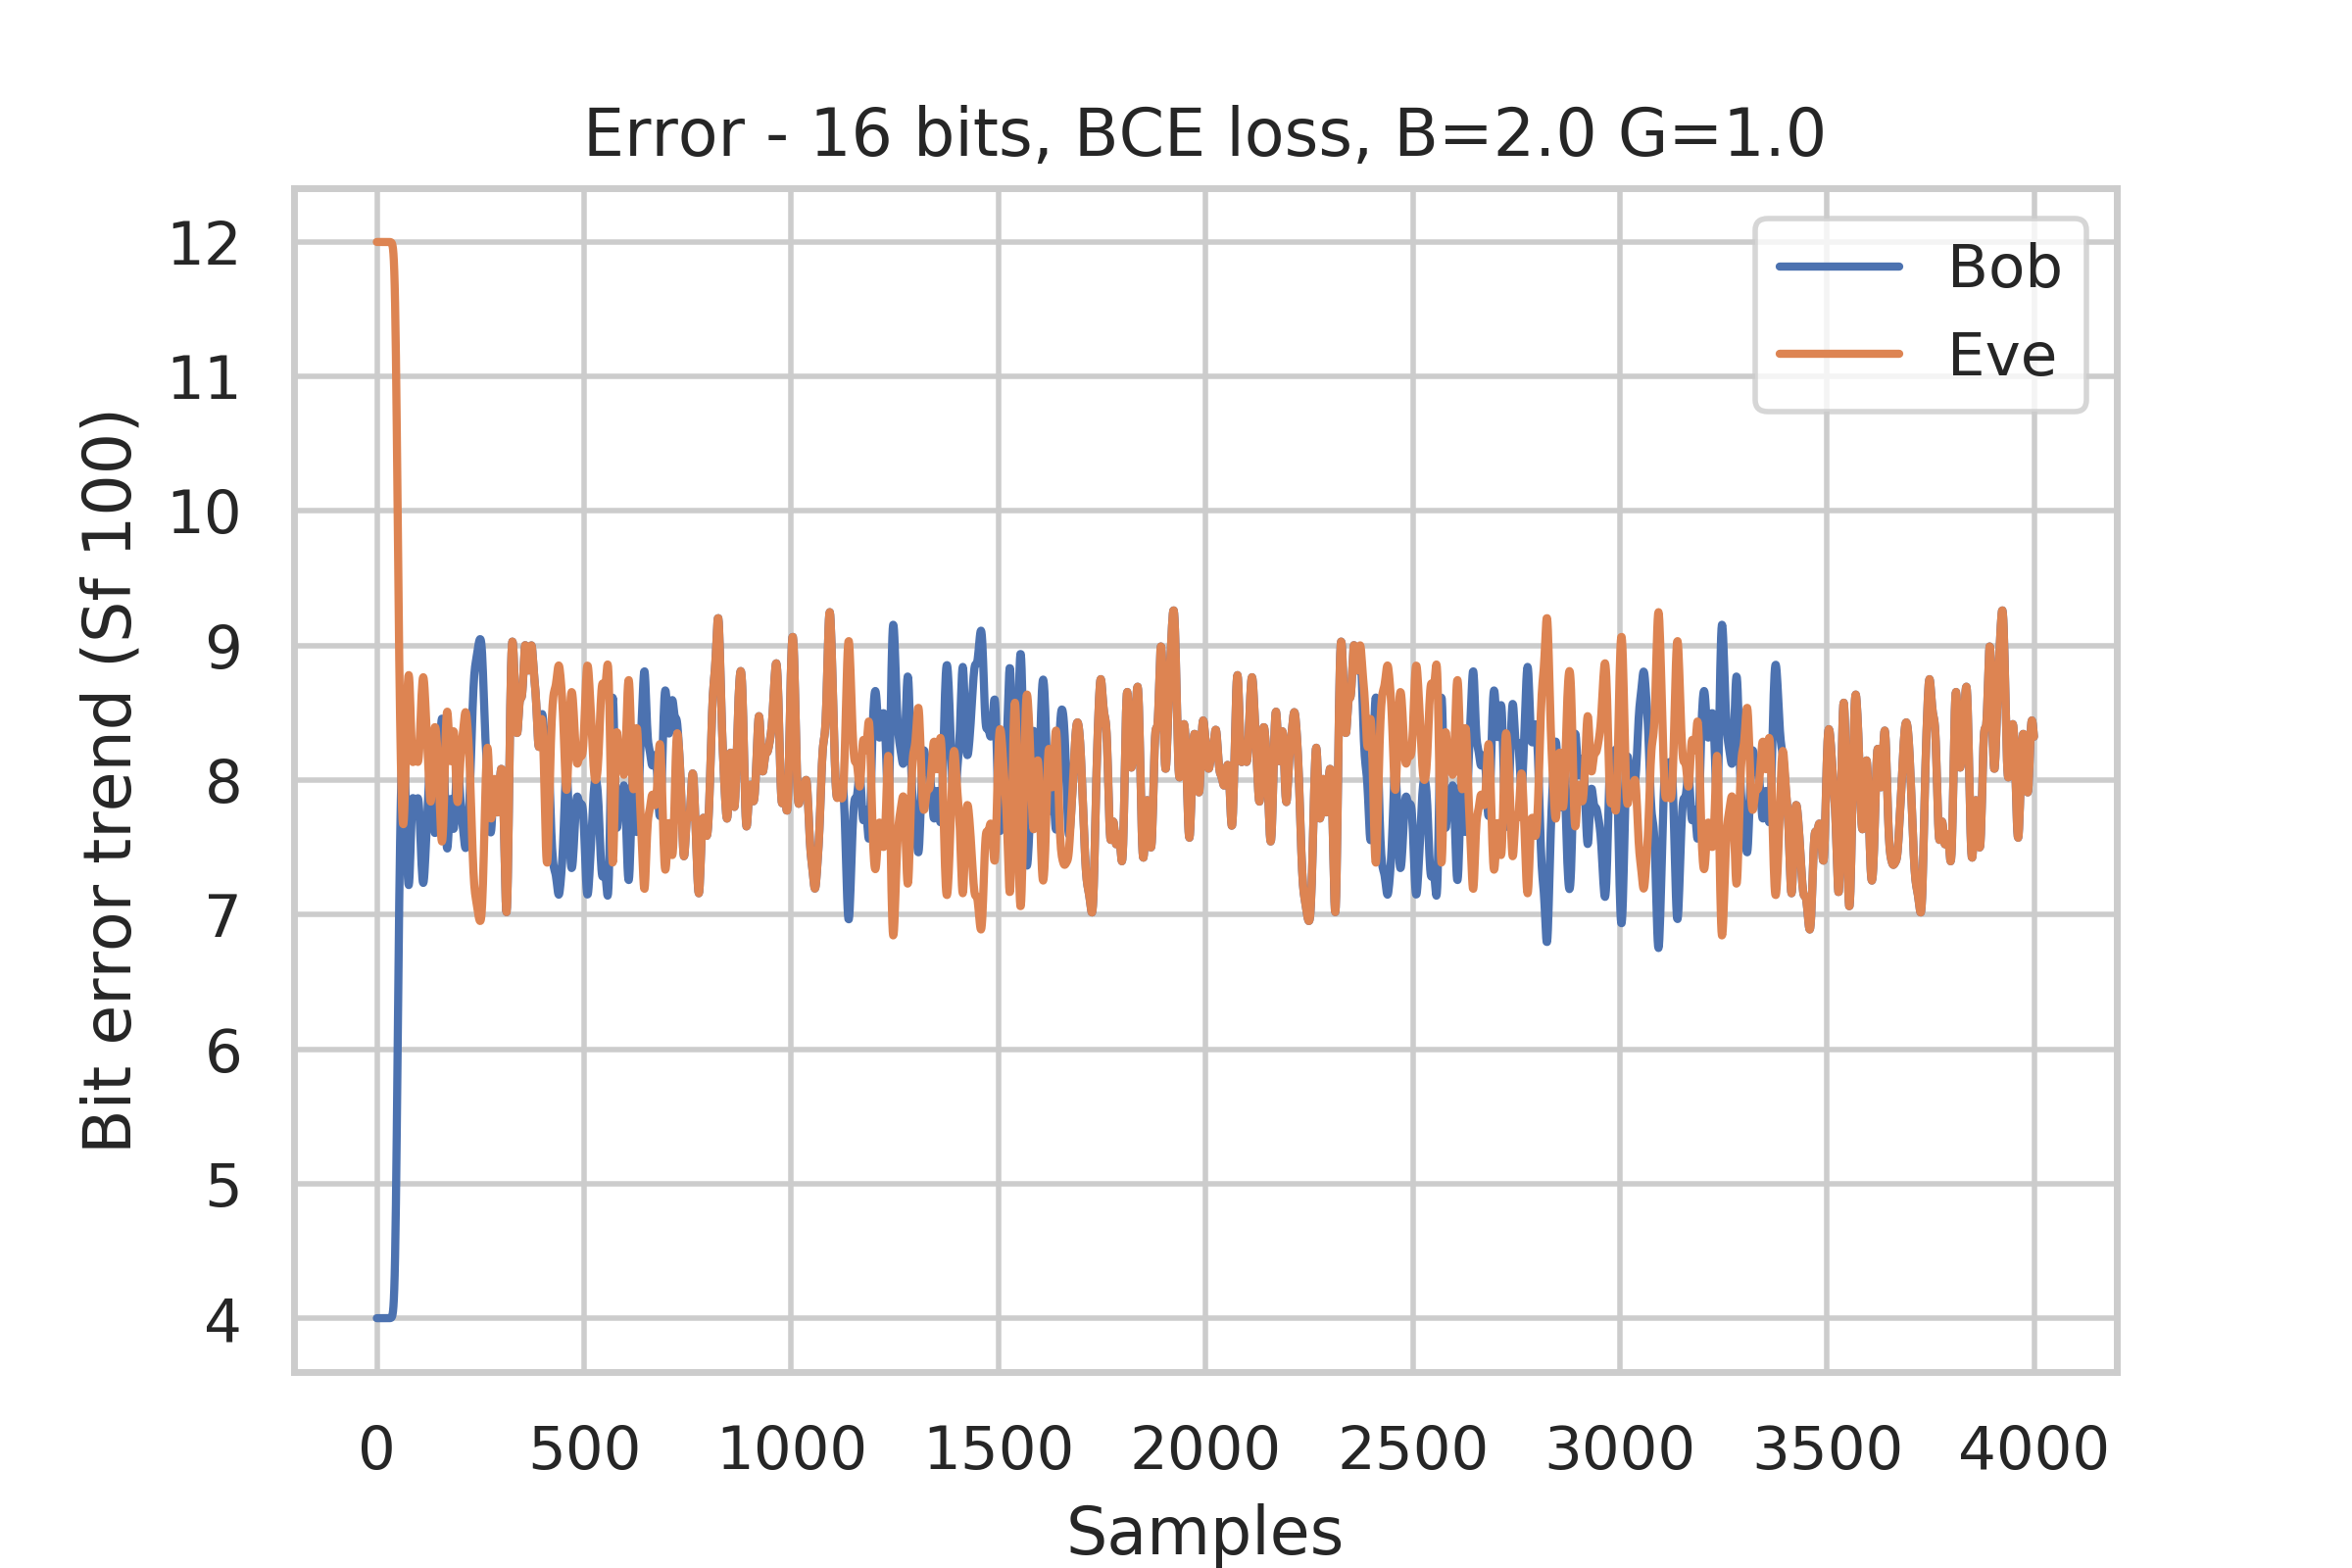 Error - 16 bits, BCE loss, B=2.0 G=1.0
Bit error trend (Sf 100)
12
11
10
9
8
7
6
5
4
Bob
Eve
0 500 1000 1500 2000 2500 3000 3500 4000
Samples